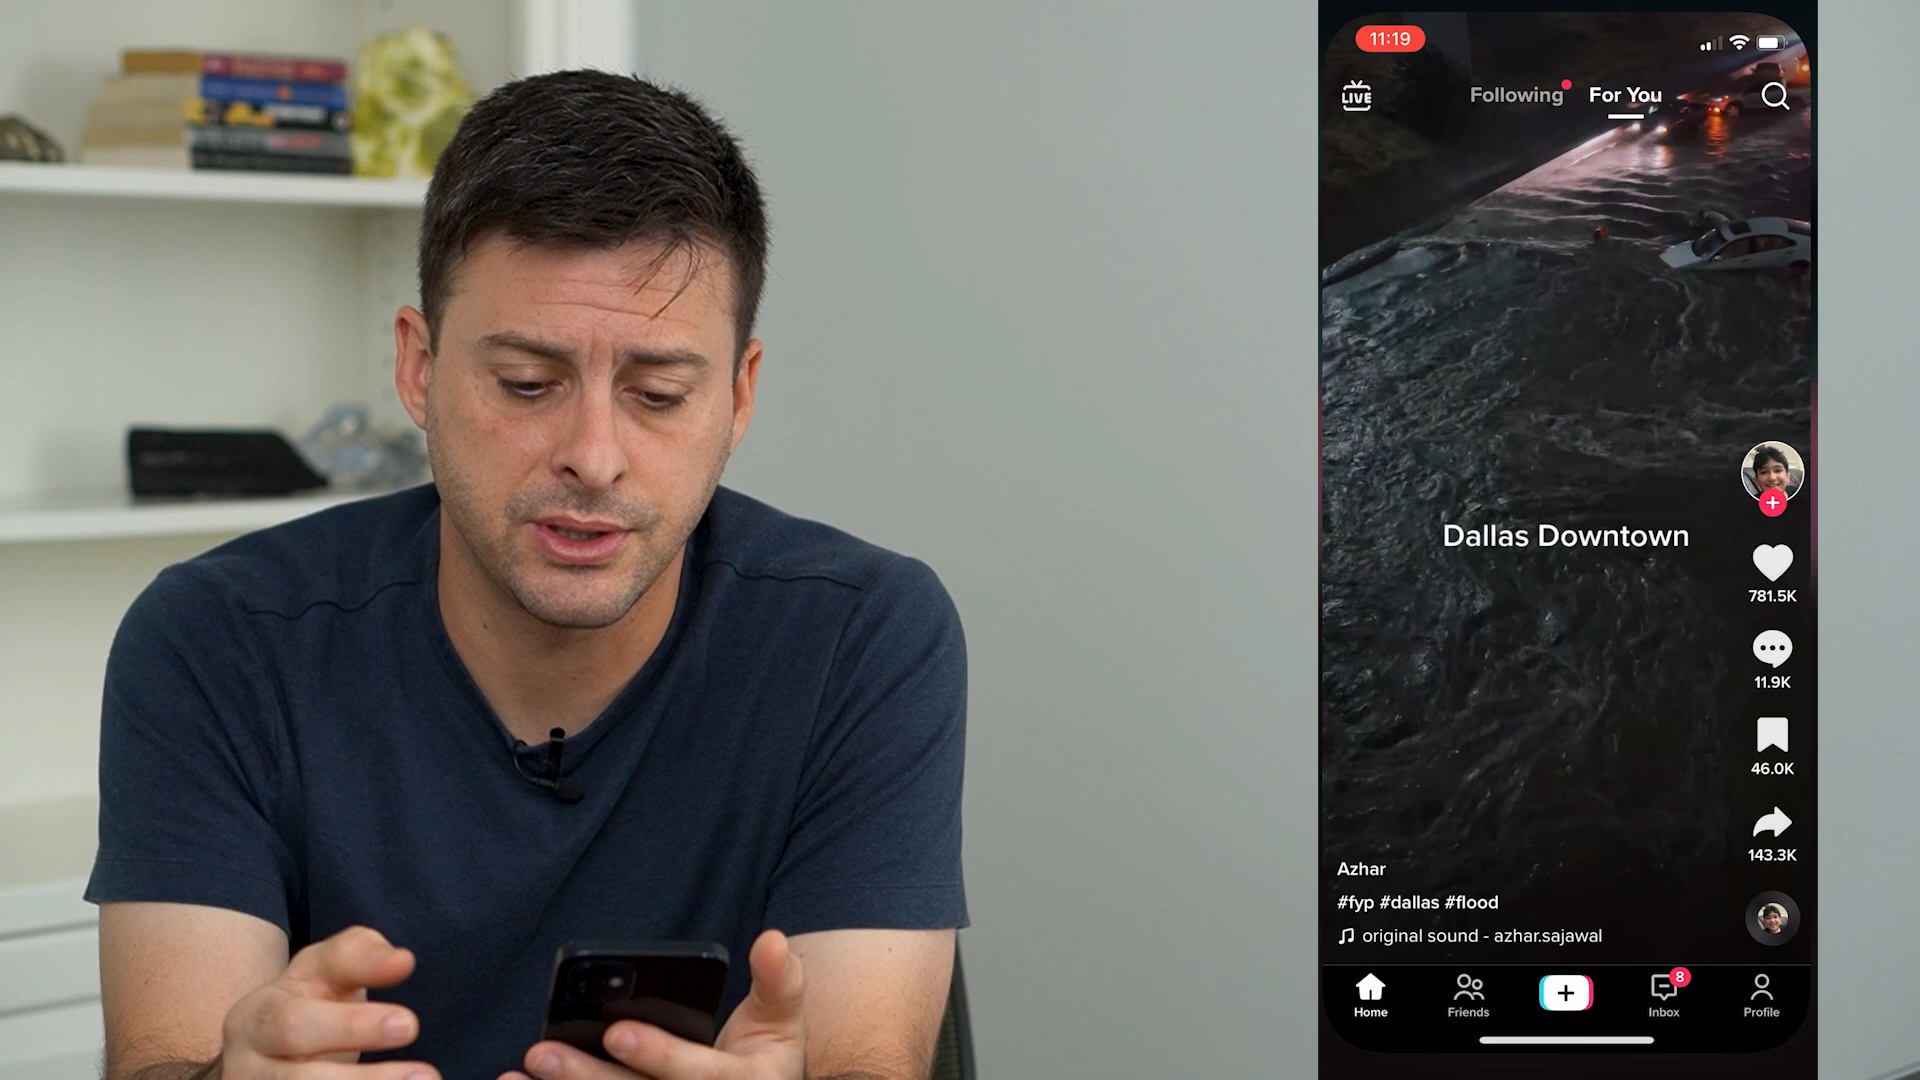 11:19
LIVE
Following
For You
Dallas Downtown
781.5K
11.9K
46.0K
143.3K
Azhar
#fyp #dallas #flood
original sound - azhar.sajawal
8
Home
Friends
Inbox
Profile